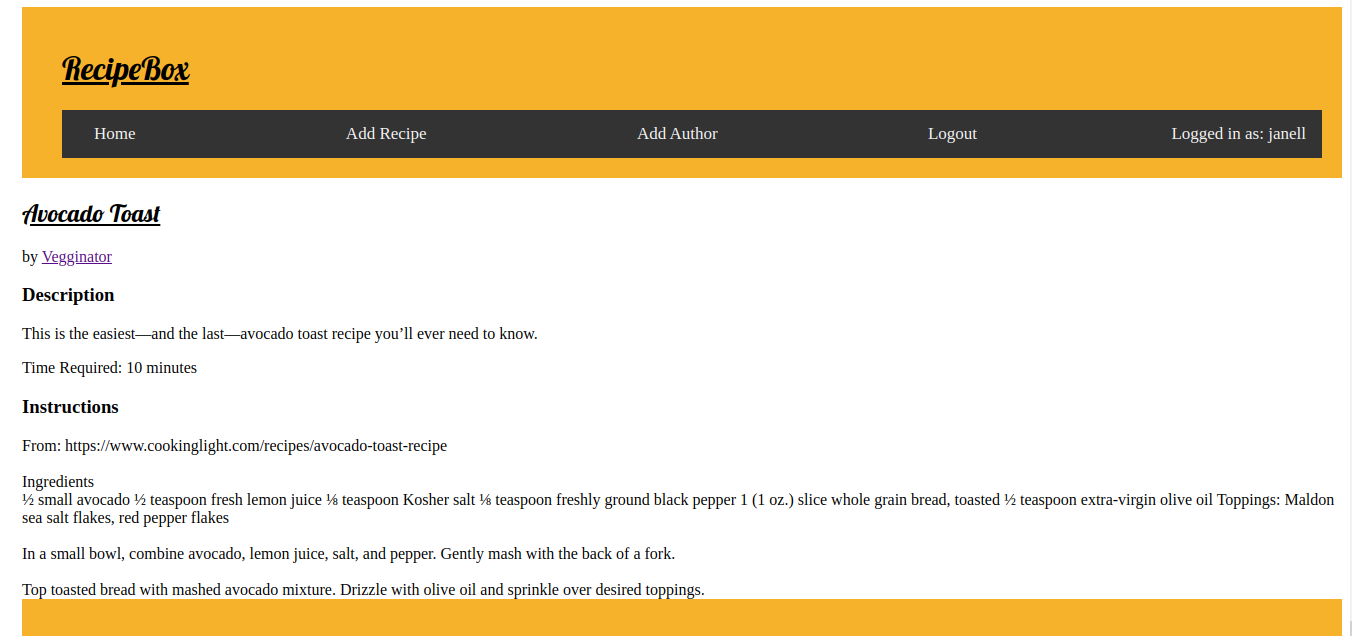 RecipeBox
Home Add Recipe Add Author Logout Logged in as: janell
Avocado Toast
by Vegginator
Description
This is the easiest—and the last—avocado toast recipe you’ll ever need to know.
Time Required: 10 minutes
Instructions
From: https://www.cookinglight.com/recipes/avocado-toast-recipe
Ingredients
½ small avocado ½ teaspoon fresh lemon juice ⅛ teaspoon Kosher salt ⅛ teaspoon freshly ground black pepper 1 (1 oz.) slice whole grain bread, toasted ½ teaspoon extra-virgin olive oil Toppings: Maldon
sea salt flakes, red pepper flakes
In a small bowl, combine avocado, lemon juice, salt, and pepper. Gently mash with the back of a fork.
Top toasted bread with mashed avocado mixture. Drizzle with olive oil and sprinkle over desired toppings.